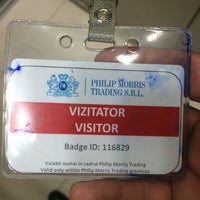 PHILIP MORRIS
TRADING S.R.L.
VIZITATOR
VISITOR
Badge ID: 116829
Valabil numai in cadrul Philip Morris Trading
Valid only within Philip Morris Trading premises